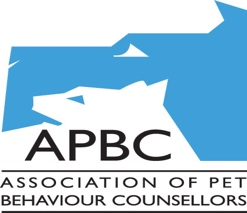 APBC
ASSOCIATION OF PET
BEHAVIOUR COUNSELLORS